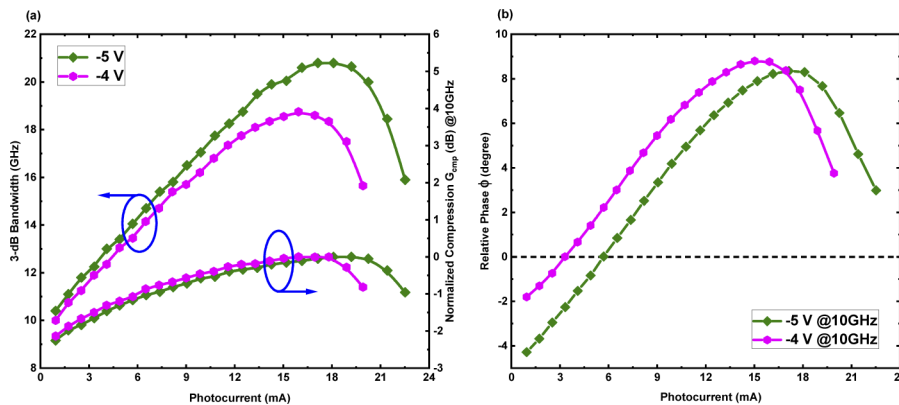 (a)
22
20
18
16
14
12
10
8
3-dB Bandwidth (GHz)
-5 V
-4 V
6
5
4
3
2
1
0
-1
-2
-3
Normalized Compression Cemp (dB) @10GHz
0 3 6 9 12 15 18 21 24
Photocurrent (mA)
(b)
10
8
6
4
2
0
-2
-4
Relative Phase ϕ (degree)
-5 V @10GHz
-4 V @10GHz
0 3 6 9 12 15 18 21
Photocurrent (mA)